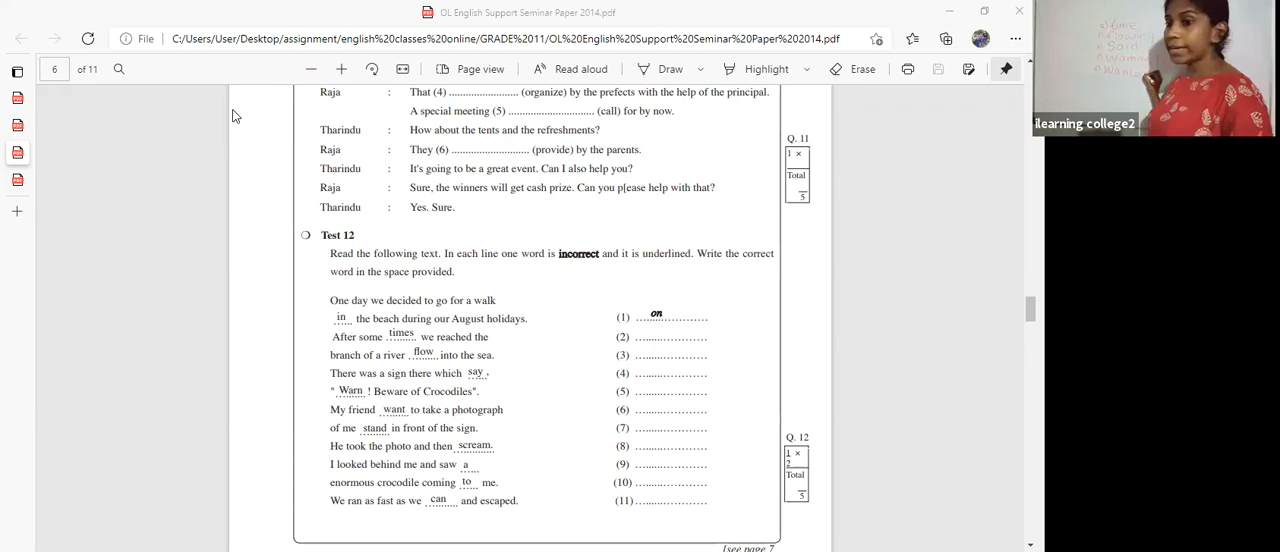 OL English Support Seminar Paper 2014.pdf
File C:/Users/User/Desktop/assignment/english%20classes%20online/GRADE%2011/OL%20English%20Support%20Seminar%20Paper%202014.pdf
6 of 11 Page view Read aloud Draw Highlight Erase
time
flowing
Said
ilearning college2
Raja : That (4) ........................ (organize) by the prefects with the help of the principal.
A special meeting (5) .............................. (call) for by now.
Tharindu : How about the tents and the refreshments?
Raja : They (6) .......................... (provide) by the parents.
Tharindu : It's going to be a great event. Can I also help you?
Raja : Sure, the winners will get cash prize. Can you p[ease help with that?
Tharindu : Yes. Sure.
Q. 11
1 ×
Total
5
Test 12
Read the following text. In each line one word is incorrect and it is underlined. Write the correct
word in the space provided.
One day we decided to go for a walk
in the beach during our August holidays. (1) ....on............
After some times we reached the (2) ...................
branch of a river flow into the sea. (3) ...................
There was a sign there which say, (4) ...................
" Warn ! Beware of Crocodiles". (5) ...................
My friend want to take a photograph (6) ...................
of me stand in front of the sign. (7) ...................
He took the photo and then scream. (8) ...................
I looked behind me and saw a (9) ...................
enormous crocodile coming to me. (10) ...................
We ran as fast as we can and escaped. (11) ...................
Q. 12
1 ×
2
Total
5
[see page 7